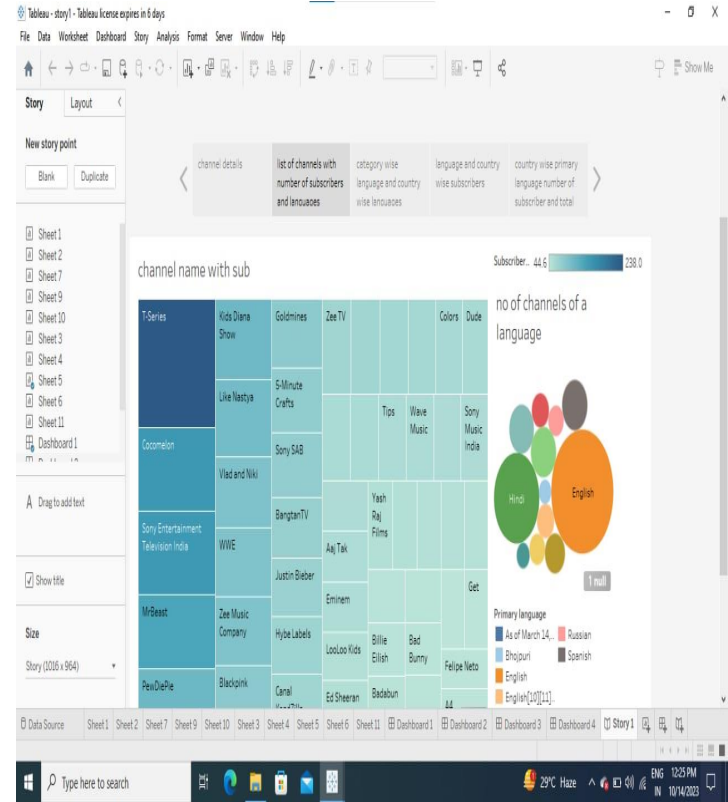 Tableau - story1 - Tableau license expires in 6 days
File Data Worksheet Dashboard Story Analysis Format Server Window Help
Show Me
Story Layout
New story point
Blank Duplicate
channel details
list of channels with
number of subscribers
and languages
category wise
language and country
wise languages
language and country
wise subscribers
country wise primary
language number of
subscriber and total
Sheet 1
Sheet 2
Sheet 7
Sheet 9
Sheet 10
Sheet 3
Sheet 4
Sheet 5
Sheet 6
Sheet 11
Dashboard 1
A Drag to add text
Show title
Size
Story (1016 x 964)
channel name with sub
T-Series
Cocomelon
Sony Entertainment
Television India
MrBeast
PewDiePie
Kids Diana
Show
Like Nastya
Vlad and Niki
WWE
Zee Music
Company
Blackpink
Goldmines
5-Minute
Crafts
Sony SAB
BangtanTV
Justin Bieber
Hybe Labels
Canal
Zee TV
Colors
Dude
Tips
Wave
Music
Sony
Music
India
Yash
Raj
Films
Aaj Tak
Eminem
Get
LooLoo Kids
Billie
Eilish
Bad
Bunny
Felipe Neto
Ed Sheeran
Badabun
A4
Subscriber.. 44.6 238.0
no of channels of a
language
Hindi
English
1 null
Primary language
As of March 14,..
Bhojpuri
English
English[10][11]..
Russian
Spanish
Data Source Sheet 1 Sheet 2 Sheet 7 Sheet 9 Sheet 10 Sheet 3 Sheet 4 Sheet 5 Sheet 6 Sheet 11 Dashboard 1 Dashboard 2 Dashboard 3 Dashboard 4 Story 1
Type here to search
29°C Haze
ENG
IN
12:25 PM
10/14/2023